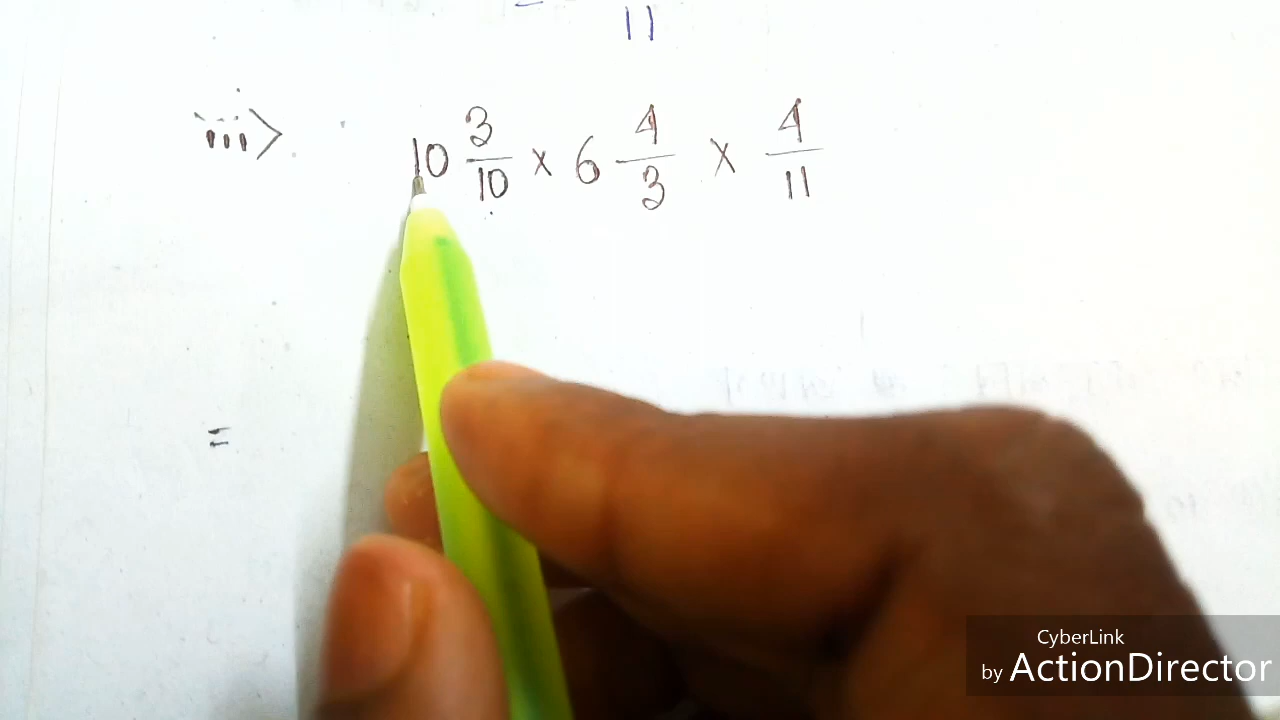 11
iii> 10 3/10 x 6 4/3 x 4/11
=
CyberLink
by ActionDirector